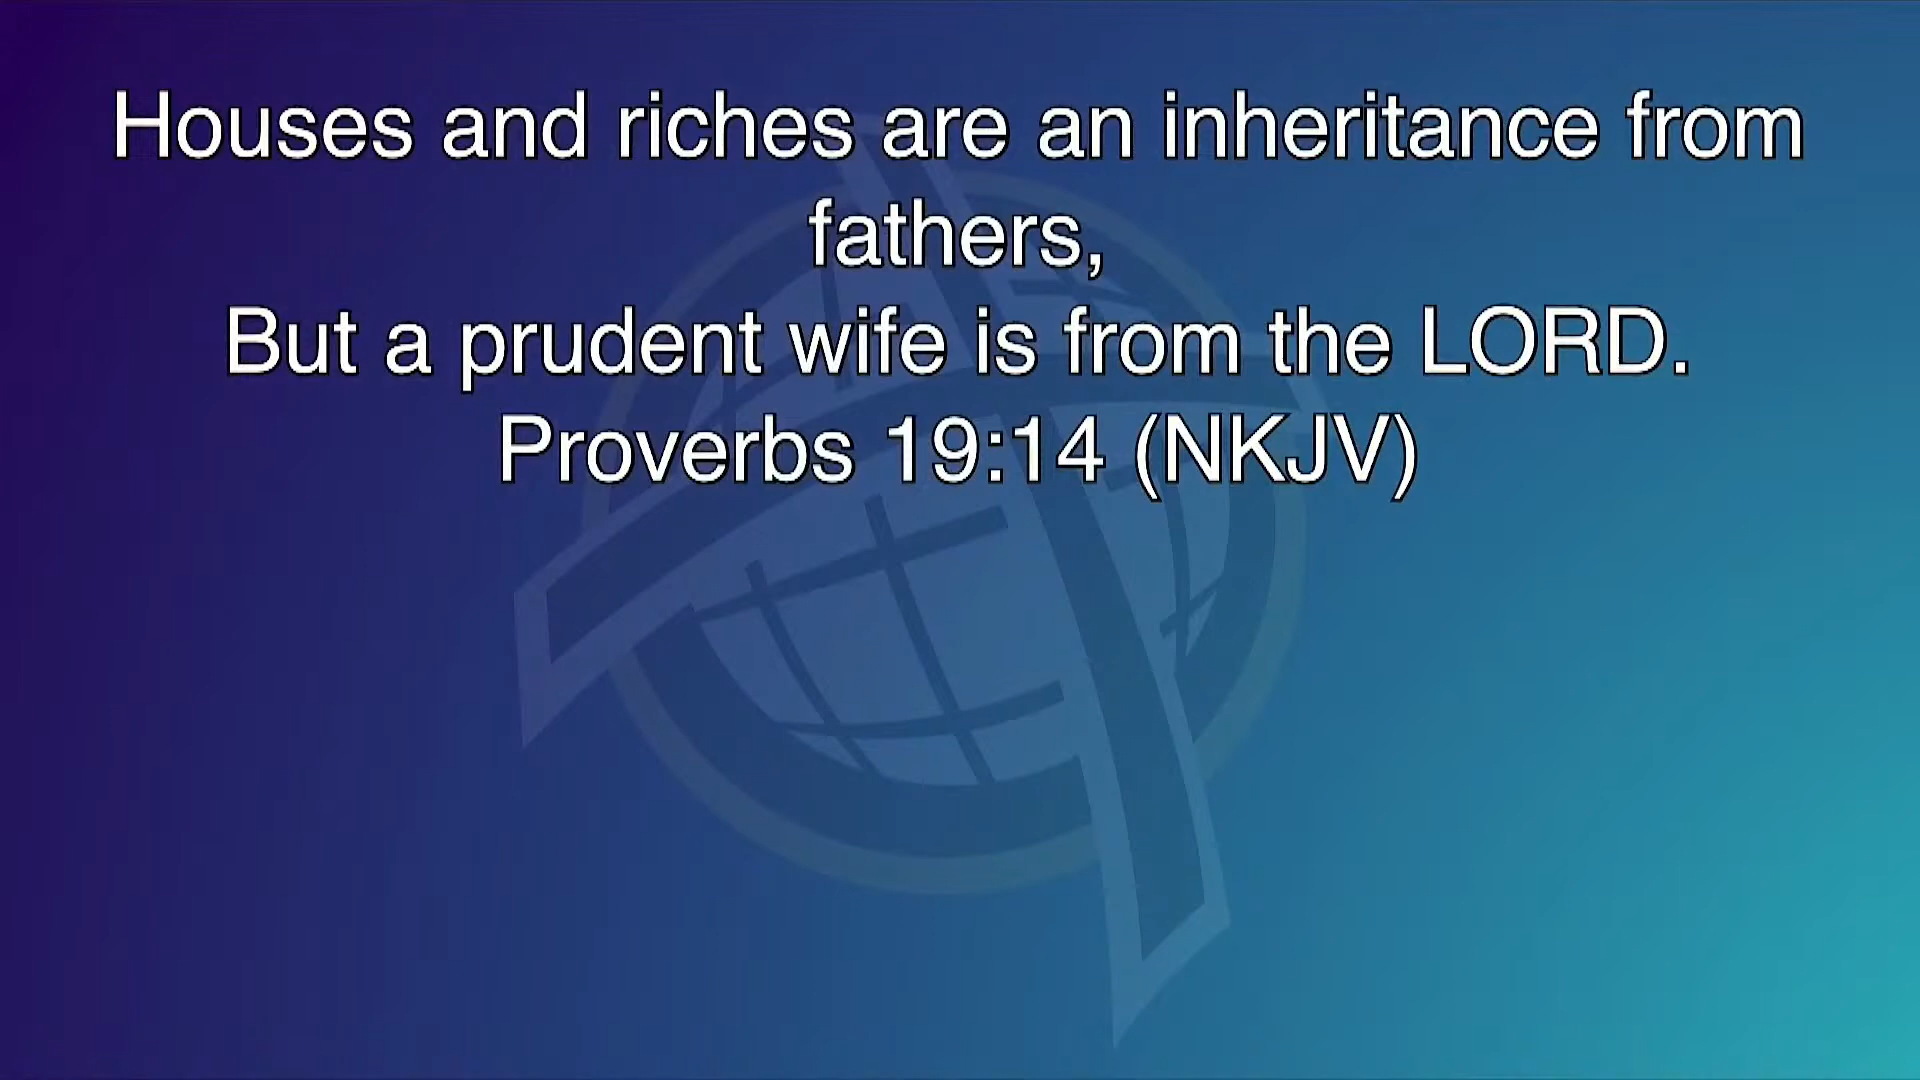 Houses and riches are an inheritance from
fathers,
But a prudent wife is from the LORD.
Proverbs 19:14 (NKJV)